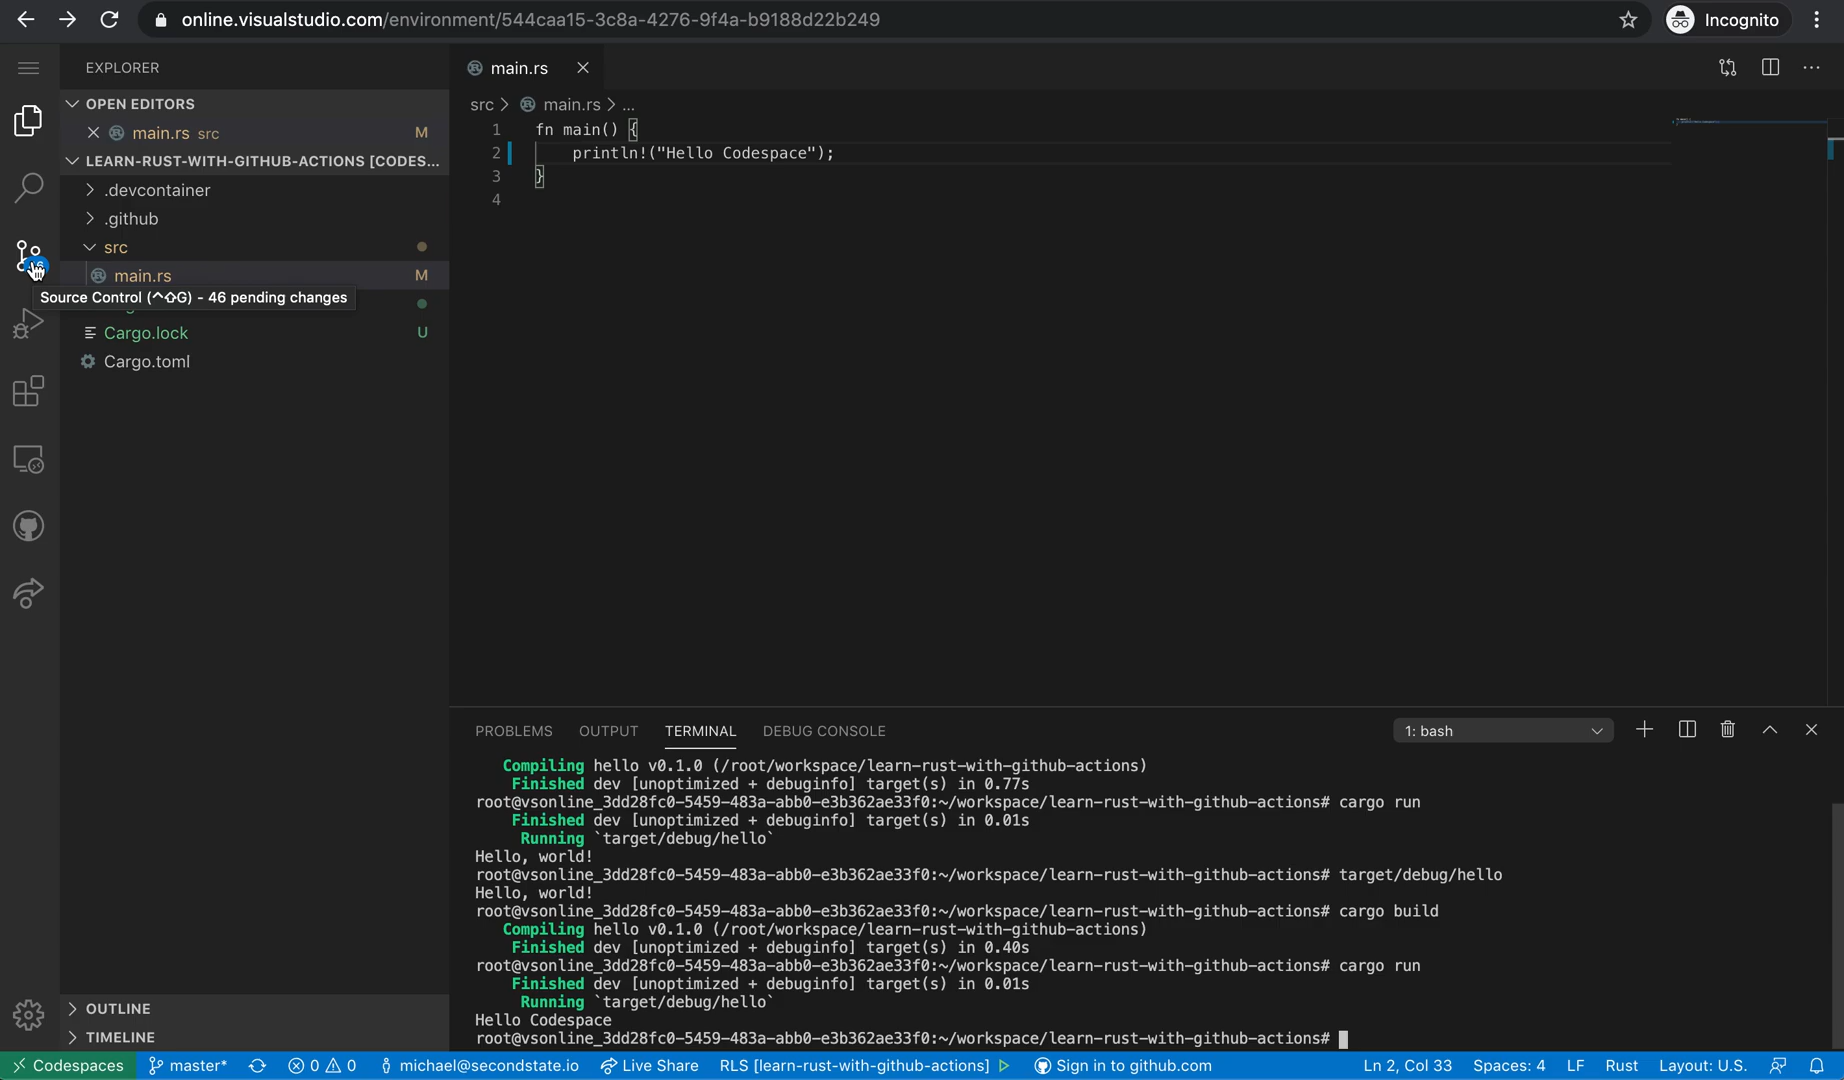 online.visualstudio.com/environment/544caa15-3c8a-4276-9f4a-b9188d22b249
Incognito
EXPLORER
main.rs
OPEN EDITORS
main.rs src M
LEARN-RUST-WITH-GITHUB-ACTIONS [CODES...
.devcontainer
.github
src
main.rs M
Source Control (^⇧G) - 46 pending changes
Cargo.lock U
Cargo.toml
OUTLINE
TIMELINE
src > main.rs > ...
1 fn main() {
2 println!("Hello Codespace");
3 }
4
PROBLEMS OUTPUT TERMINAL DEBUG CONSOLE
1: bash
Compiling hello v0.1.0 (/root/workspace/learn-rust-with-github-actions)
Finished dev [unoptimized + debuginfo] target(s) in 0.77s
root@vsonline_3dd28fc0-5459-483a-abb0-e3b362ae33f0:~/workspace/learn-rust-with-github-actions# cargo run
Finished dev [unoptimized + debuginfo] target(s) in 0.01s
Running `target/debug/hello`
Hello, world!
root@vsonline_3dd28fc0-5459-483a-abb0-e3b362ae33f0:~/workspace/learn-rust-with-github-actions# target/debug/hello
Hello, world!
root@vsonline_3dd28fc0-5459-483a-abb0-e3b362ae33f0:~/workspace/learn-rust-with-github-actions# cargo build
Compiling hello v0.1.0 (/root/workspace/learn-rust-with-github-actions)
Finished dev [unoptimized + debuginfo] target(s) in 0.40s
root@vsonline_3dd28fc0-5459-483a-abb0-e3b362ae33f0:~/workspace/learn-rust-with-github-actions# cargo run
Finished dev [unoptimized + debuginfo] target(s) in 0.01s
Running `target/debug/hello`
Hello Codespace
root@vsonline_3dd28fc0-5459-483a-abb0-e3b362ae33f0:~/workspace/learn-rust-with-github-actions#
Codespaces master* 0 0 michael@secondstate.io Live Share RLS [learn-rust-with-github-actions] Sign in to github.com Ln 2, Col 33 Spaces: 4 LF Rust Layout: U.S.